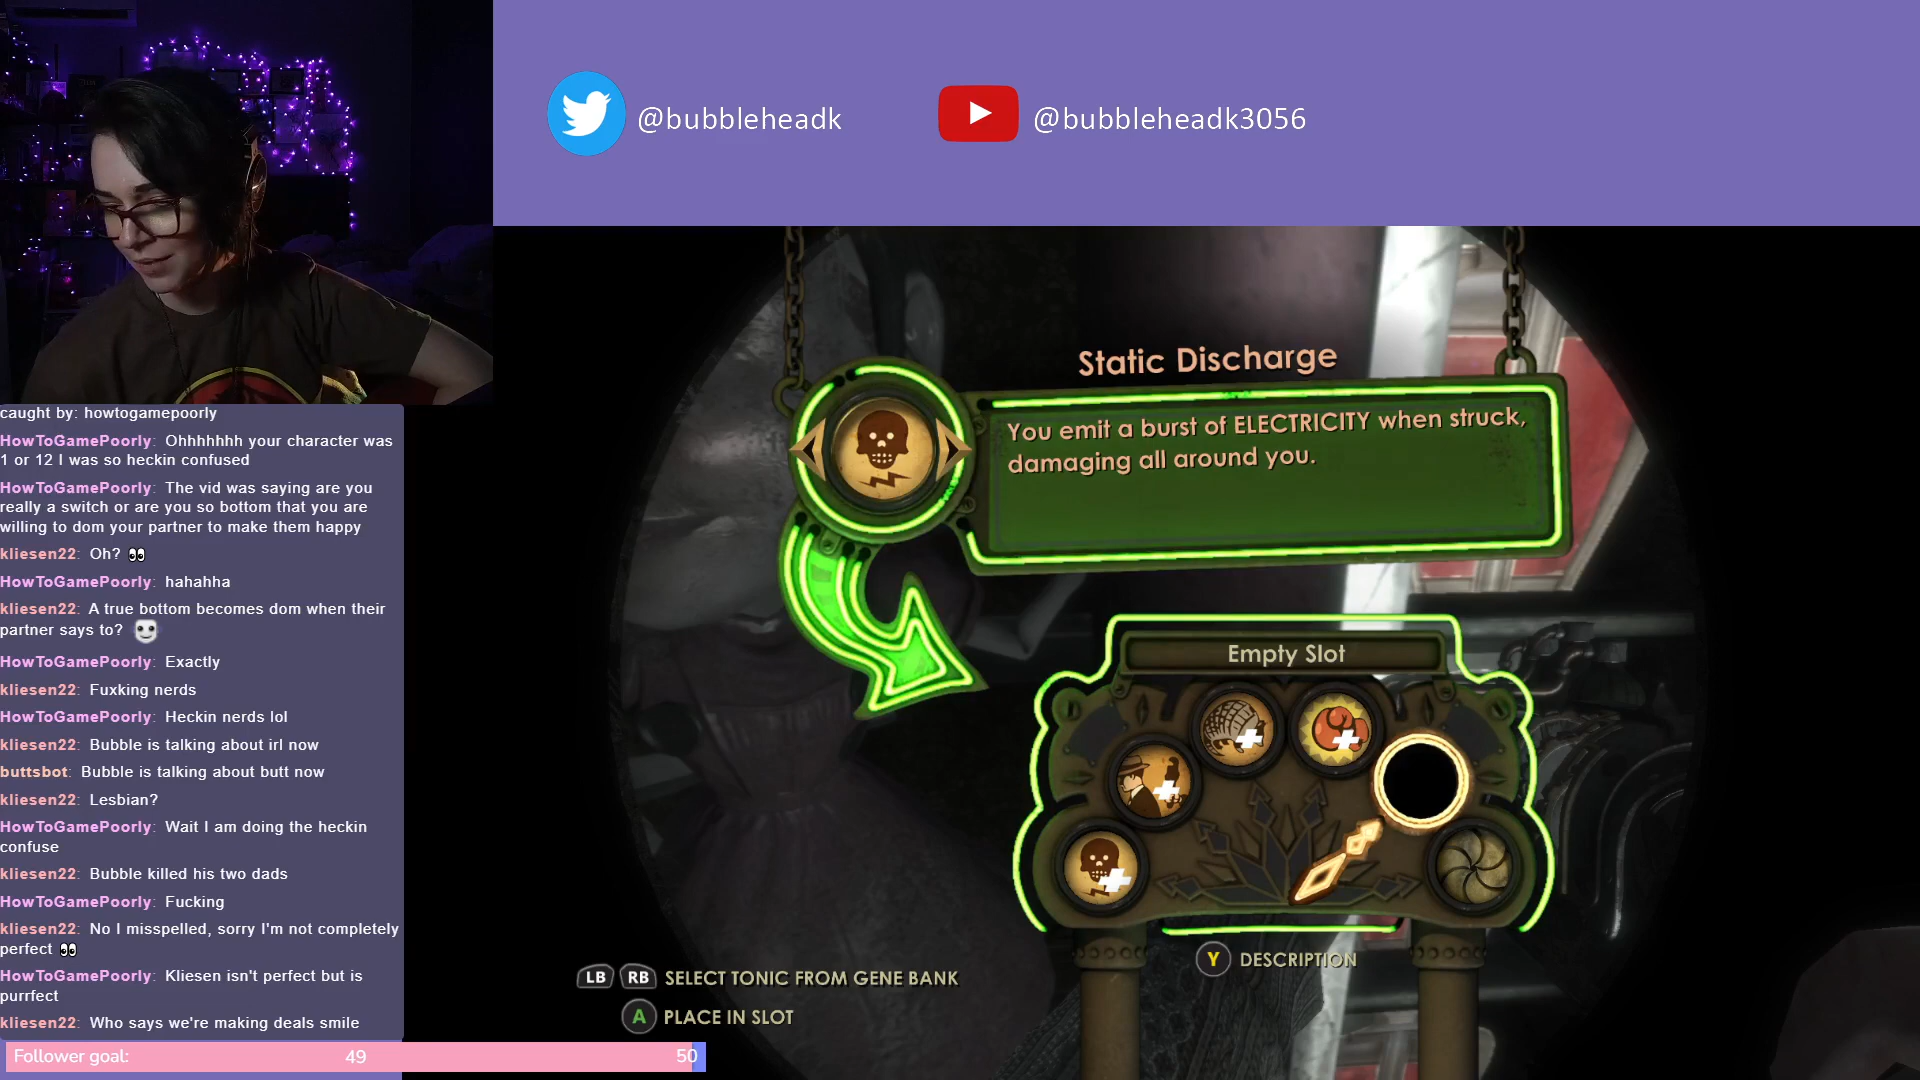 @bubbleheadk
@bubbleheadk3056
caught by: howtogamepoorly
HowToGamePoorly: Ohhhhhhh your character was
1 or 12 I was so heckin confused
HowToGamePoorly: The vid was saying are you
really a switch or are you so bottom that you are
willing to dom your partner to make them happy
kliesen22: Oh?
HowToGamePoorly: hahahha
kliesen22: A true bottom becomes dom when their
partner says to?
HowToGamePoorly: Exactly
kliesen22: Fuxking nerds
HowToGamePoorly: Heckin nerds lol
kliesen22: Bubble is talking about irl now
buttsbot: Bubble is talking about butt now
kliesen22: Lesbian?
HowToGamePoorly: Wait I am doing the heckin
confuse
kliesen22: Bubble killed his two dads
HowToGamePoorly: Fucking
kliesen22: No I misspelled, sorry I'm not completely
perfect
HowToGamePoorly: Kliesen isn't perfect but is
purrfect
kliesen22: Who says we're making deals smile
Follower goal: 49 50
Static Discharge
You emit a burst of ELECTRICITY when struck,
damaging all around you.
Empty Slot
Y DESCRIPTION
LB RB SELECT TONIC FROM GENE BANK
A PLACE IN SLOT